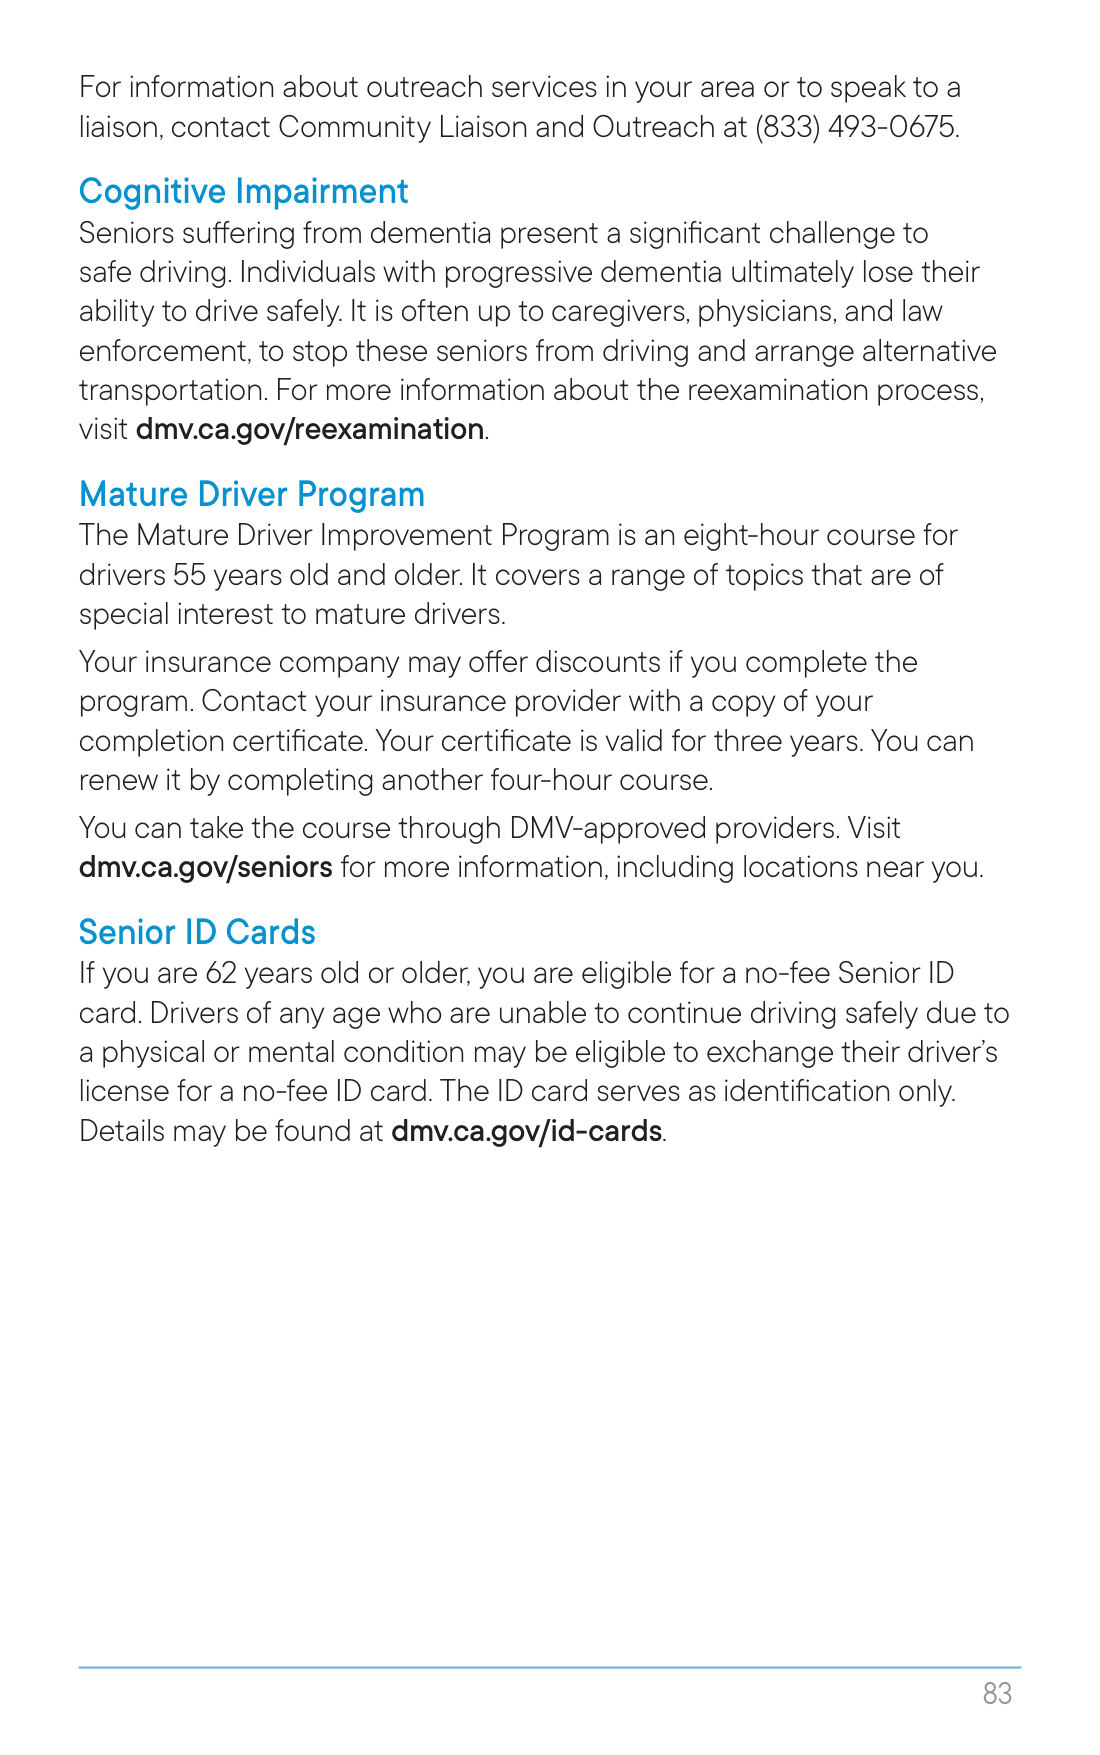 For information about outreach services in your area or to speak to a
liaison, contact Community Liaison and Outreach at (833) 493-0675.
Cognitive Impairment
Seniors suffering from dementia present a significant challenge to
safe driving. Individuals with progressive dementia ultimately lose their
ability to drive safely. It is often up to caregivers, physicians, and law
enforcement, to stop these seniors from driving and arrange alternative
transportation. For more information about the reexamination process,
visit dmv.ca.gov/reexamination.
Mature Driver Program
The Mature Driver Improvement Program is an eight-hour course for
drivers 55 years old and older. It covers a range of topics that are of
special interest to mature drivers.
Your insurance company may offer discounts if you complete the
program. Contact your insurance provider with a copy of your
completion certificate. Your certificate is valid for three years. You can
renew it by completing another four-hour course.
You can take the course through DMV-approved providers. Visit
dmv.ca.gov/seniors for more information, including locations near you.
Senior ID Cards
If you are 62 years old or older, you are eligible for a no-fee Senior ID
card. Drivers of any age who are unable to continue driving safely due to
a physical or mental condition may be eligible to exchange their driver’s
license for a no-fee ID card. The ID card serves as identification only.
Details may be found at dmv.ca.gov/id-cards.
83